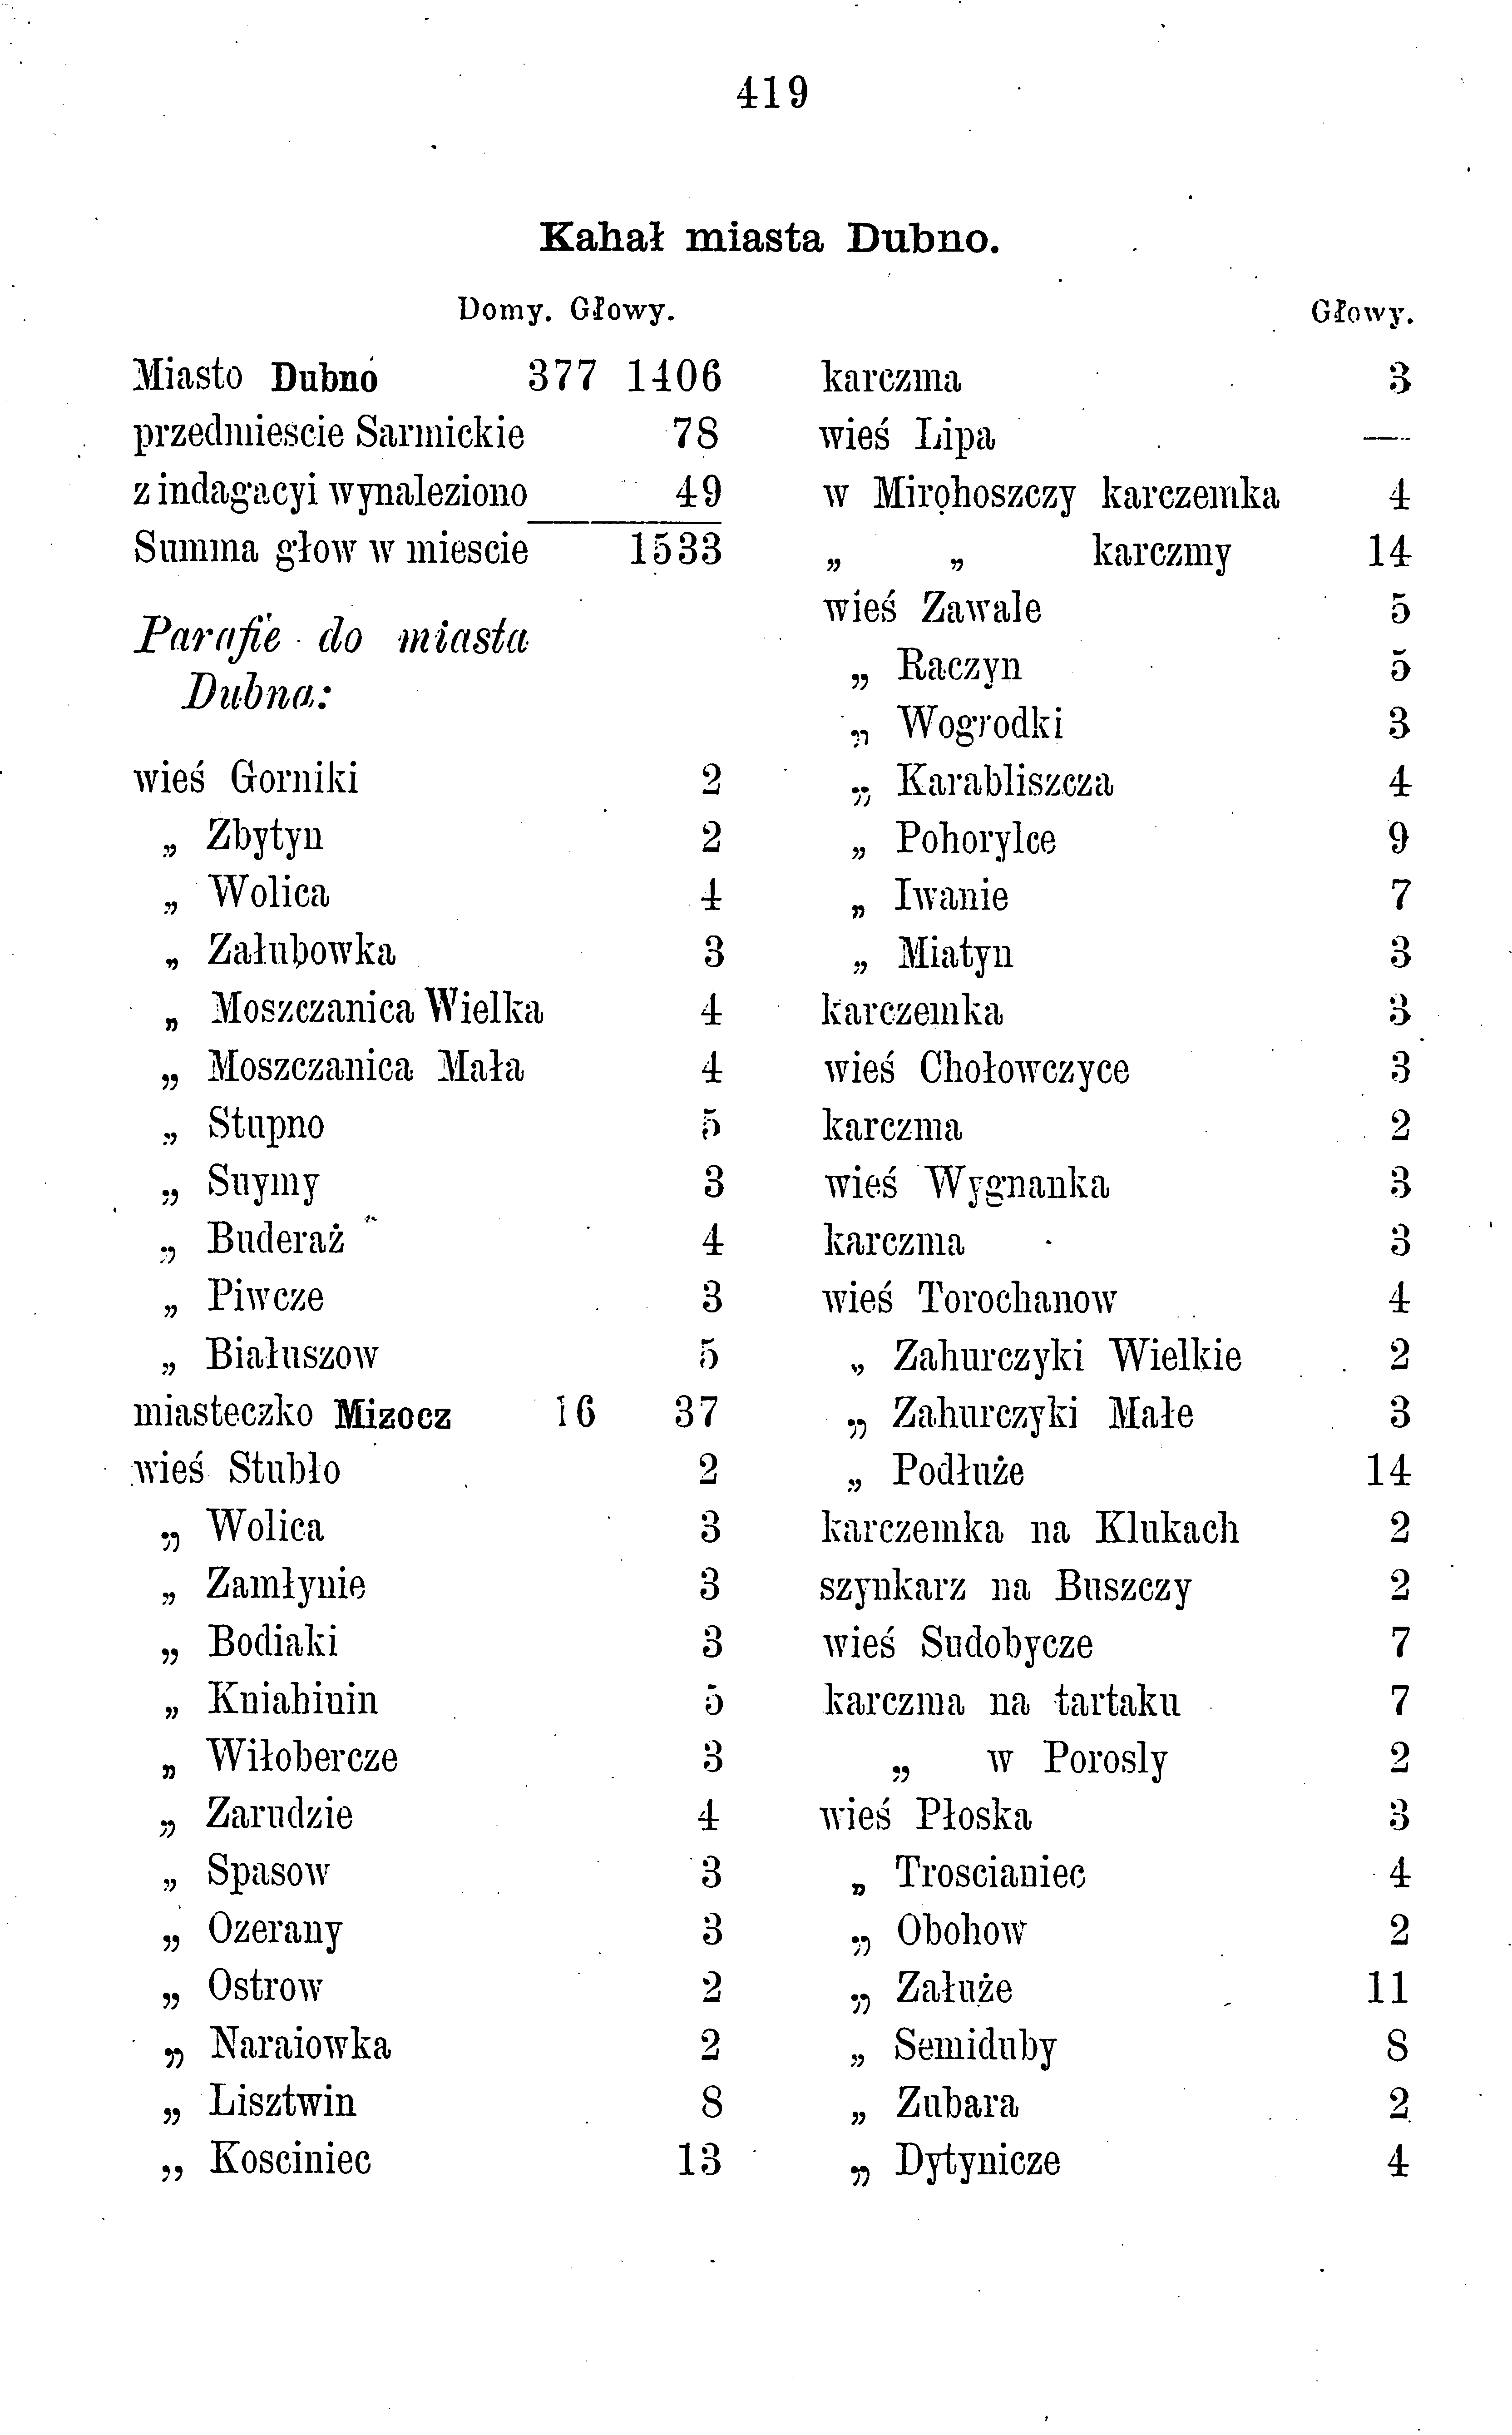 419
Kahał miasta Dubno.
Domy. Głowy.
Miasto Dubno 377 1406
przedmiescie Sarmickie 78
z indagacyi wynaleziono 49
Summa głow w miescie 1533
Parafie do miasta
Dubna:
wieś Gorniki 2
„ Zbytyn 2
„ Wolica 4
„ Załubowka 3
„ Moszczanica Wielka 4
„ Moszczanica Mała 4
„ Stupno 5
„ Suymy 3
„ Buderaż 4
„ Piwcze 3
„ Białuszow 5
miasteczko Mizocz 16 37
wieś Stubło 2
„ Wolica 3
„ Zamłynie 3
„ Bodiaki 3
„ Kniahinin 5
„ Wiłobercze 3
„ Zarudzie 4
„ Spasow 3
„ Ozerany 3
„ Ostrow 2
„ Naraiowka 2
„ Lisztwin 8
„ Kosciniec 13
Głowy.
karczma 3
wieś Lipa —
w Mirohoszczy karczemka 4
„ „ karczmy 14
wieś Zawale 5
„ Raczyn 5
„ Wogrodki 3
„ Karabliszcza 4
„ Pohorylce 9
„ Iwanie 7
„ Miatyn 3
karczemka 3
wieś Chołowczyce 3
karczma 2
wieś Wygnanka 3
karczma 3
wieś Torochanow 4
„ Zahurczyki Wielkie 2
„ Zahurczyki Małe 3
„ Podłuże 14
karczemka na Klukach 2
szynkarz na Buszczy 2
wieś Sudobycze 7
karczma na tartaku 7
„ w Porosly 2
wieś Płoska 3
„ Troscianiec 4
„ Obohow 2
„ Załuże 11
„ Semiduby 8
„ Zubara 2
„ Dytynicze 4